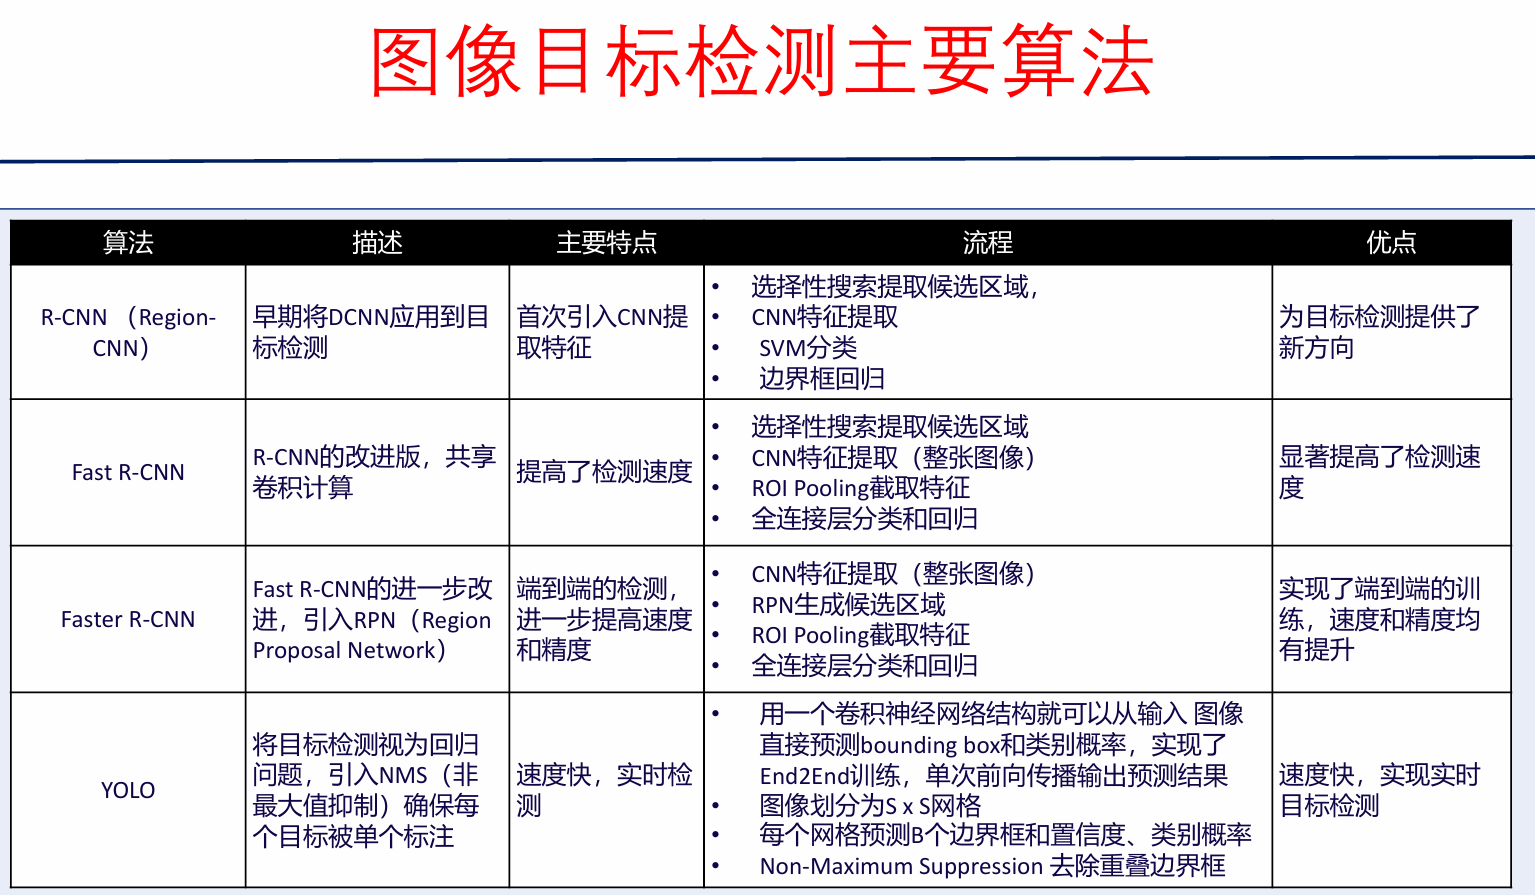 图像目标检测主要算法
算法
描述
主要特点
流程
优点
R-CNN （Region-
CNN）
早期将DCNN应用到目
标检测
首次引入CNN提
取特征
• 选择性搜索提取候选区域，
• CNN特征提取
• SVM分类
• 边界框回归
为目标检测提供了
新方向
Fast R-CNN
R-CNN的改进版，共享
卷积计算
提高了检测速度
• 选择性搜索提取候选区域
• CNN特征提取（整张图像）
• ROI Pooling截取特征
• 全连接层分类和回归
显著提高了检测速
度
Faster R-CNN
Fast R-CNN的进一步改
进，引入RPN（Region
Proposal Network）
端到端的检测，
进一步提高速度
和精度
• CNN特征提取（整张图像）
• RPN生成候选区域
• ROI Pooling截取特征
• 全连接层分类和回归
实现了端到端的训
练，速度和精度均
有提升
YOLO
将目标检测视为回归
问题，引入NMS（非
最大值抑制）确保每
个目标被单个标注
速度快，实时检
测
• 用一个卷积神经网络结构就可以从输入 图像
直接预测bounding box和类别概率，实现了
End2End训练，单次前向传播输出预测结果
• 图像划分为S x S网格
• 每个网格预测B个边界框和置信度、类别概率
• Non-Maximum Suppression 去除重叠边界框
速度快，实现实时
目标检测